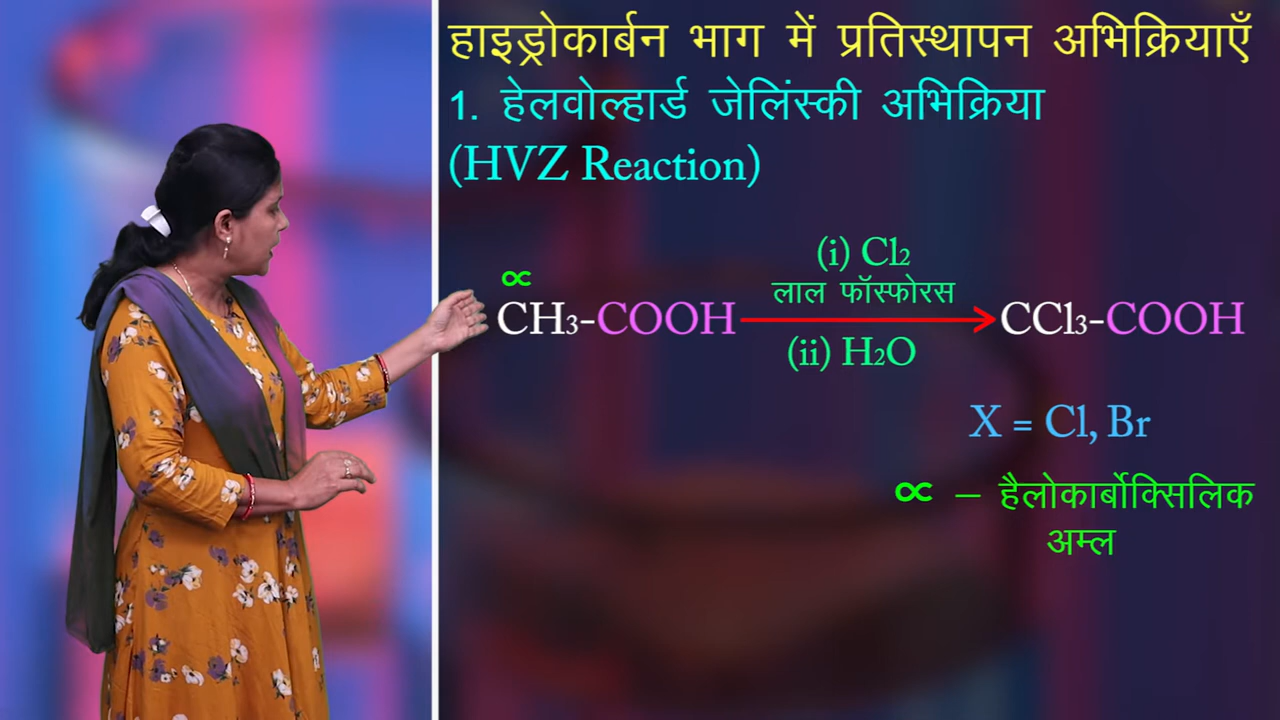 हाइड्रोकार्बन भाग में प्रतिस्थापन अभिक्रियाएँ
1. हेलवोल्हार्ड जेलिंस्की अभिक्रिया
(HVZ Reaction)
(i) Cl₂
∝
लाल फॉस्फोरस
CH₃-COOH → CCl₃-COOH
(ii) H₂O
X = Cl, Br
∝ – हैलोकार्बोक्सिलिक
अम्ल